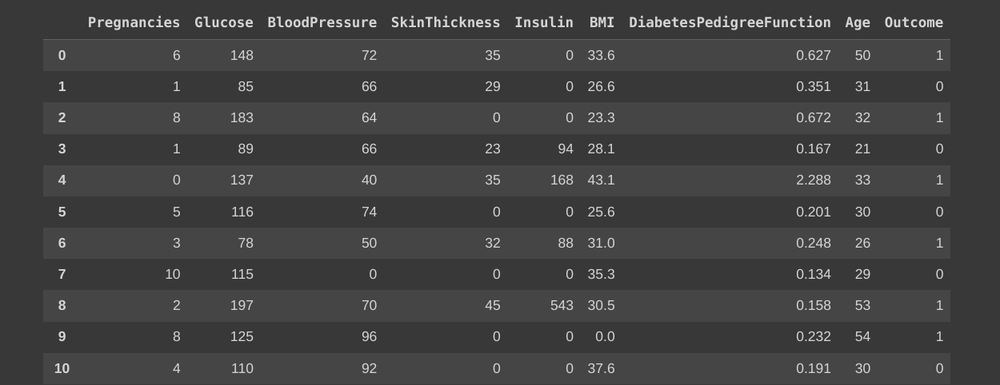 Pregnancies Glucose BloodPressure SkinThickness Insulin BMI DiabetesPedigreeFunction Age Outcome
0 6 148 72 35 0 33.6 0.627 50 1
1 1 85 66 29 0 26.6 0.351 31 0
2 8 183 64 0 0 23.3 0.672 32 1
3 1 89 66 23 94 28.1 0.167 21 0
4 0 137 40 35 168 43.1 2.288 33 1
5 5 116 74 0 0 25.6 0.201 30 0
6 3 78 50 32 88 31.0 0.248 26 1
7 10 115 0 0 0 35.3 0.134 29 0
8 2 197 70 45 543 30.5 0.158 53 1
9 8 125 96 0 0 0.0 0.232 54 1
10 4 110 92 0 0 37.6 0.191 30 0